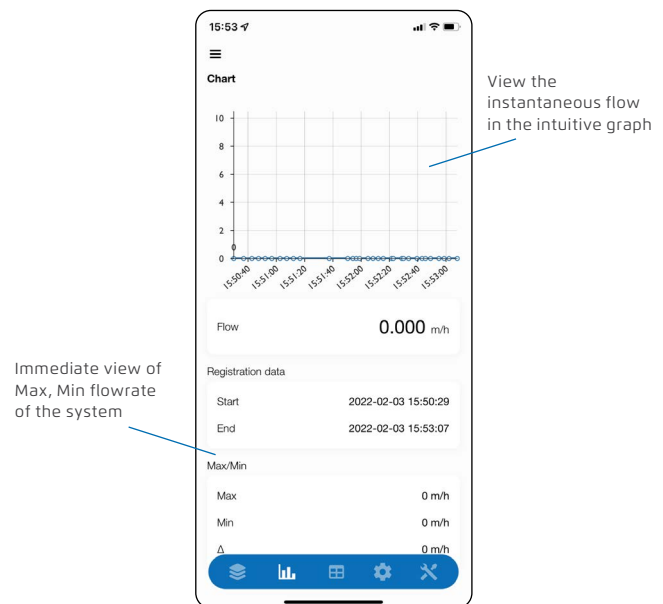 15:53
Chart
View the
instantaneous flow
in the intuitive graph
10
8
6
4
2
0
0
15:50:40 15:51:00 15:51:20 15:51:40 15:52:00 15:52:20 15:52:40 15:53:00
Flow 0.000 m/h
Immediate view of
Max, Min flowrate
of the system
Registration data
Start 2022-02-03 15:50:29
End 2022-02-03 15:53:07
Max/Min
Max 0 m/h
Min 0 m/h
Δ 0 m/h